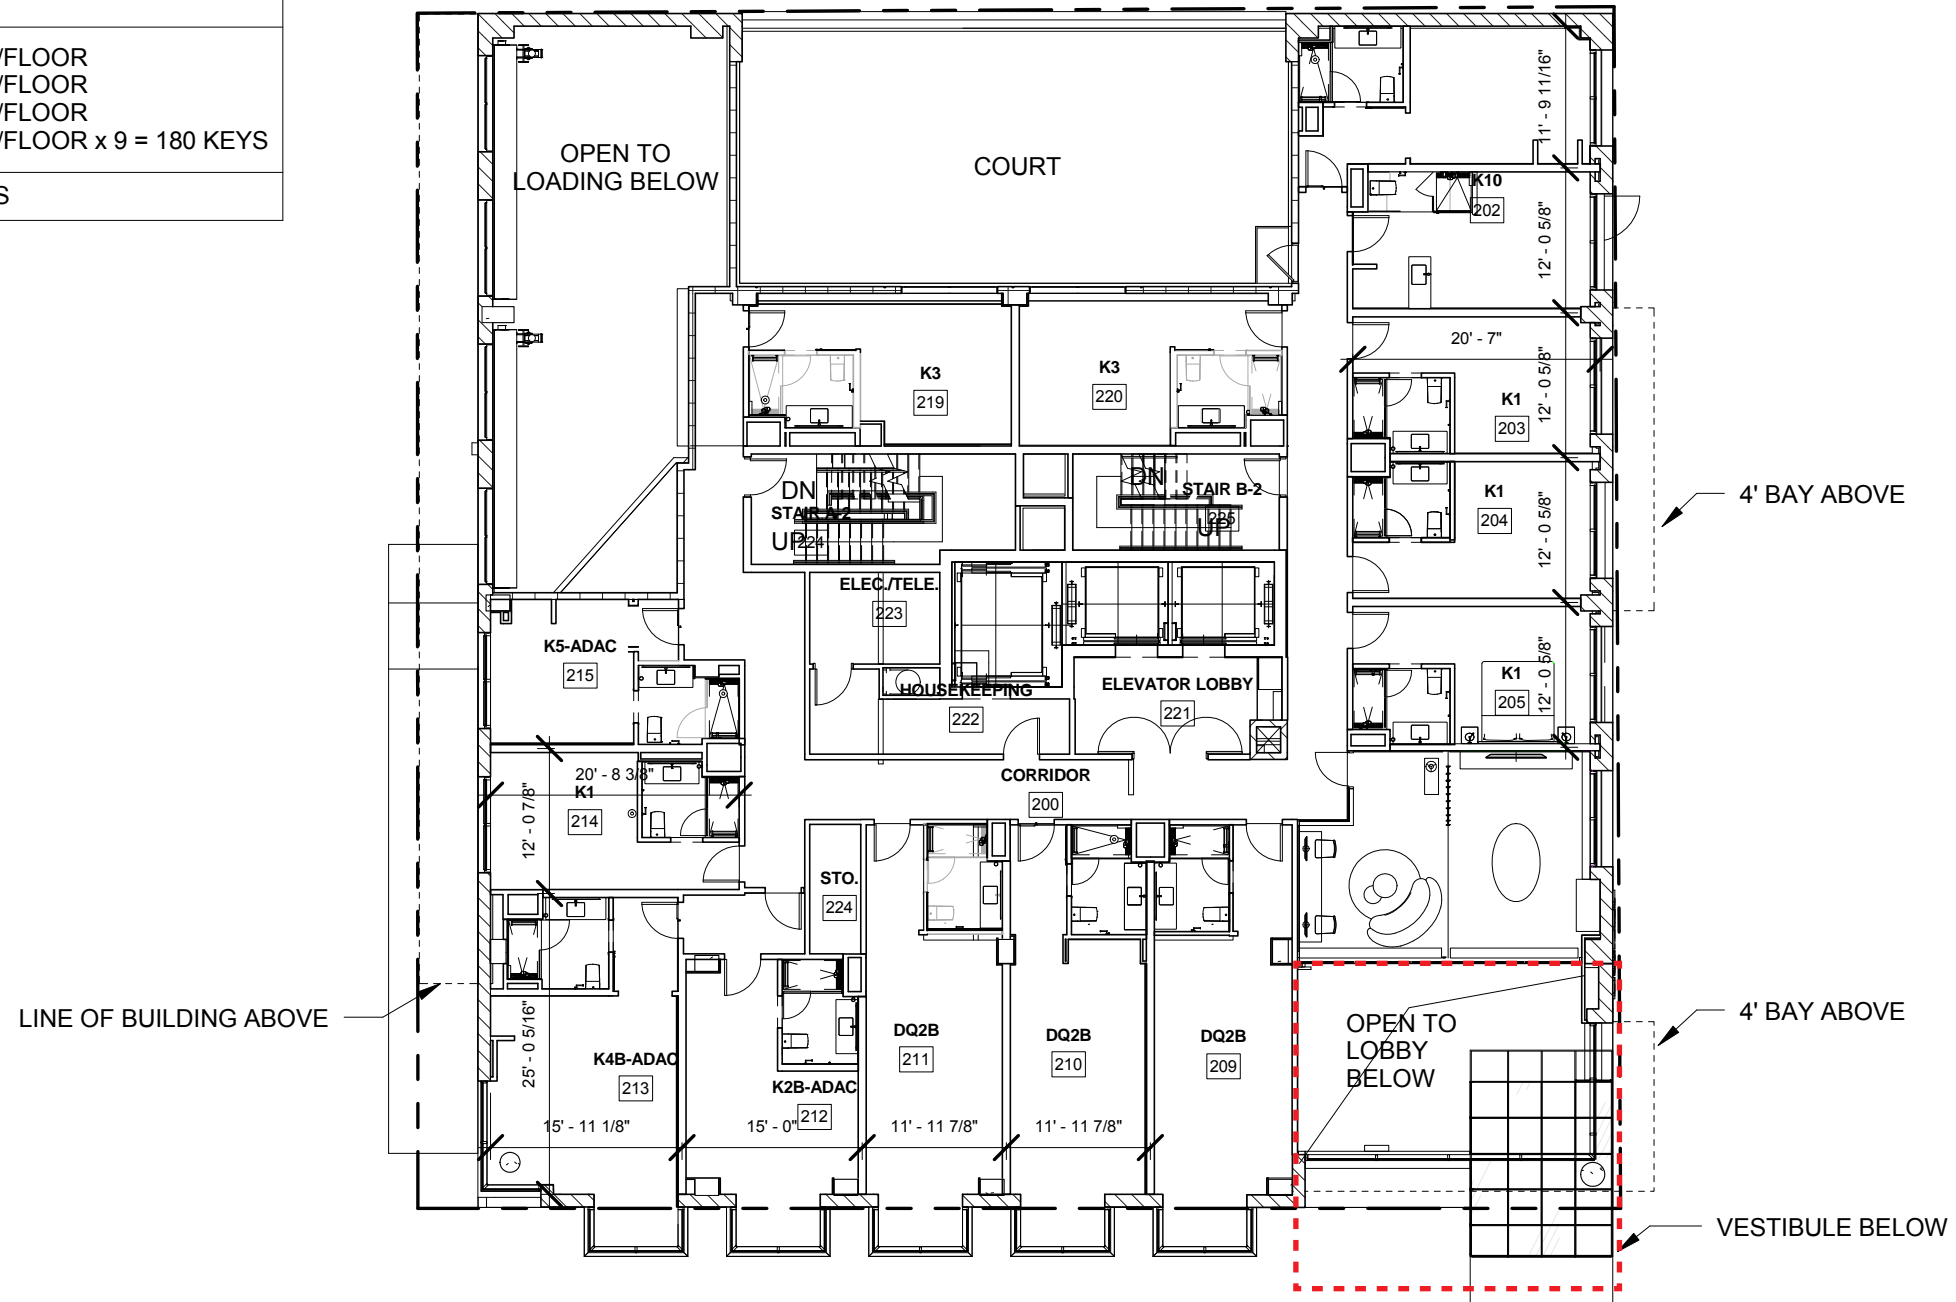 /FLOOR
/FLOOR
/FLOOR
/FLOOR x 9 = 180 KEYS
S
OPEN TO
LOADING BELOW
COURT
11' - 9 11/16"
K10
202
12' - 0 5/8"
20' - 7"
12' - 0 5/8"
K1
203
K3
219
K3
220
4' BAY ABOVE
K1
204
12' - 0 5/8"
DN
STAIR A-2
UP
224
DN
STAIR B-2
225
UP
ELEC./TELE.
223
K5-ADAC
215
HOUSEKEEPING
222
ELEVATOR LOBBY
221
K1
205
12' - 0 5/8"
20' - 8 3/8"
K1
214
12' - 0 7/8"
CORRIDOR
200
STO.
224
LINE OF BUILDING ABOVE
25' - 0 5/16"
K4B-ADAC
213
15' - 11 1/8"
K2B-ADAC
212
15' - 0"
DQ2B
211
11' - 11 7/8"
DQ2B
210
11' - 11 7/8"
DQ2B
209
OPEN TO
LOBBY
BELOW
4' BAY ABOVE
VESTIBULE BELOW